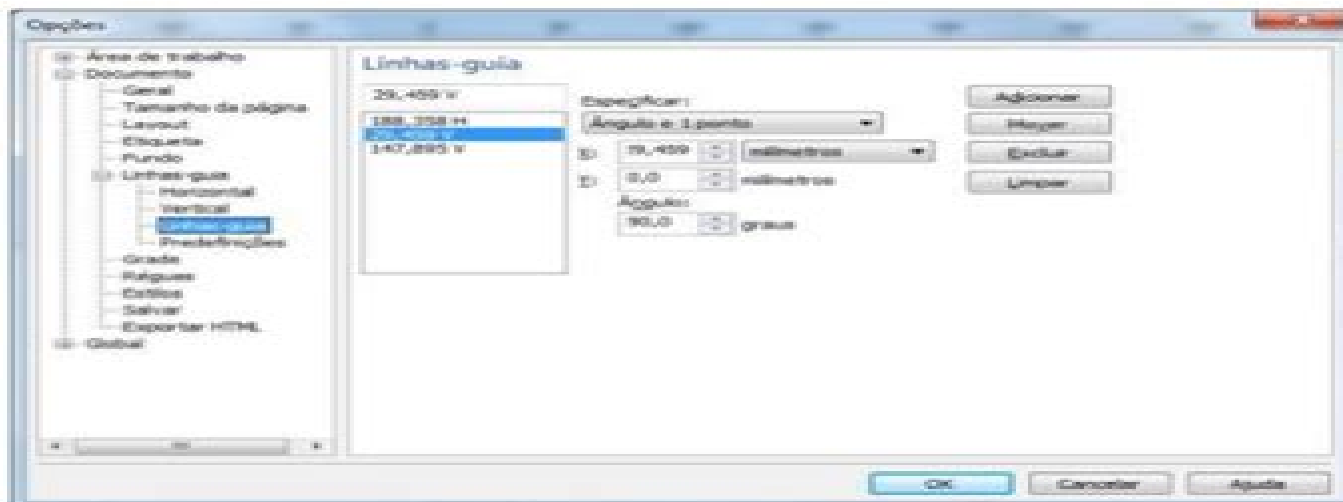 Opções
Área de trabalho
Documento
Geral
Tamanho da página
Layout
Etiqueta
Fundo
Linhas-guia
Horizontal
Vertical
Linhas-guia
Predefinições
Grade
Réguas
Estilos
Salvar
Exportar HTML
Global
Linhas-guia
29,459 V
188,358 H
29,459 V
147,895 V
Especificar:
Ângulo e 1 ponto
milímetros
0,0 milímetros
Ângulo:
90,0 graus
Adicionar
Mover
Excluir
Limpar
OK
Cancelar
Ajuda